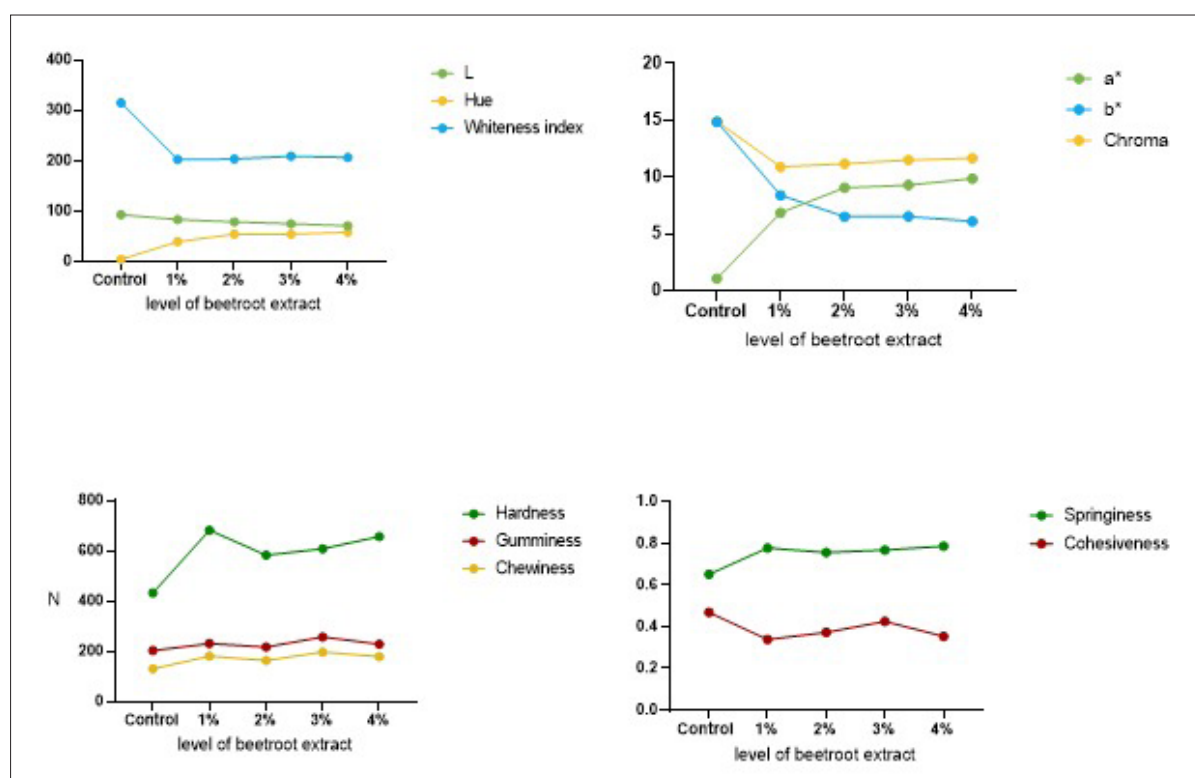 400
300
200
100
0
Control 1% 2% 3% 4%
level of beetroot extract
L
Hue
Whiteness index
20
15
10
5
0
Control 1% 2% 3% 4%
level of beetroot extract
a*
b*
Chroma
800
600
N
400
200
0
Control 1% 2% 3% 4%
level of beetroot extract
Hardness
Gumminess
Chewiness
1.0
0.8
0.6
0.4
0.2
0.0
Control 1% 2% 3% 4%
level of beetroot extract
Springiness
Cohesiveness